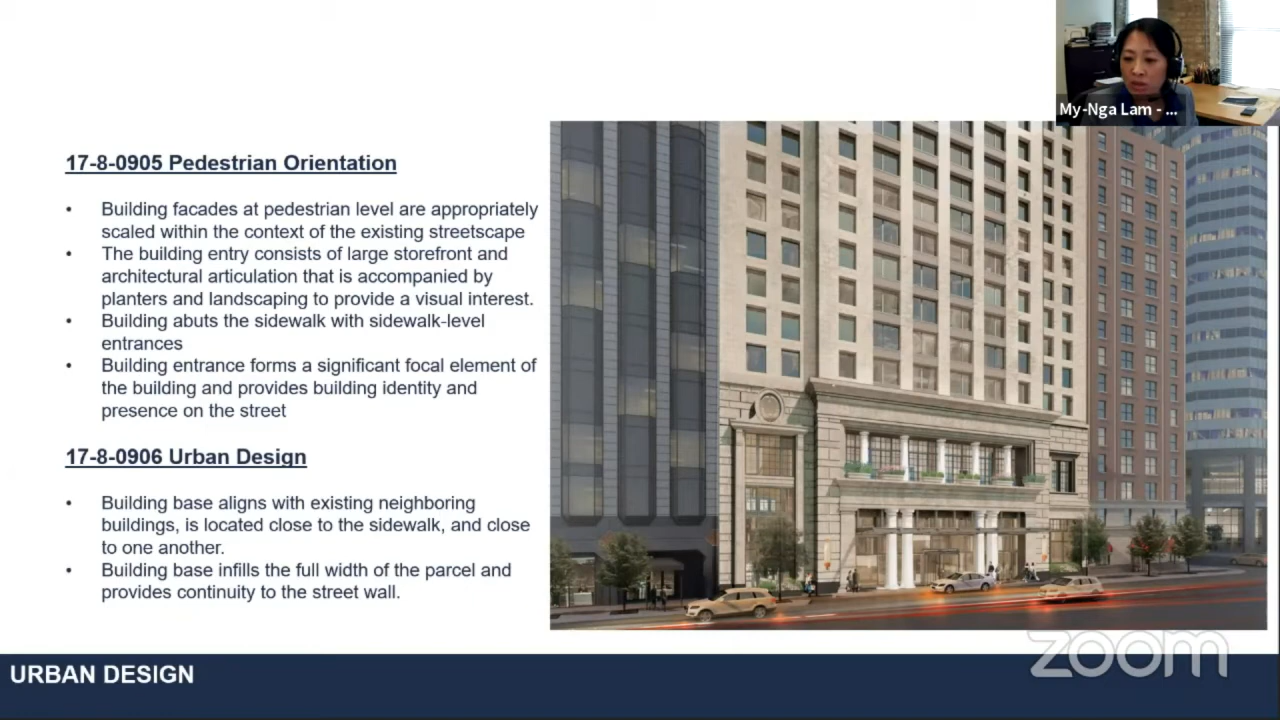 My-Nga Lam - ...
17-8-0905 Pedestrian Orientation
• Building facades at pedestrian level are appropriately
scaled within the context of the existing streetscape
• The building entry consists of large storefront and
architectural articulation that is accompanied by
planters and landscaping to provide a visual interest.
• Building abuts the sidewalk with sidewalk-level
entrances
• Building entrance forms a significant focal element of
the building and provides building identity and
presence on the street
17-8-0906 Urban Design
• Building base aligns with existing neighboring
buildings, is located close to the sidewalk, and close
to one another.
• Building base infills the full width of the parcel and
provides continuity to the street wall.
URBAN DESIGN
zoom